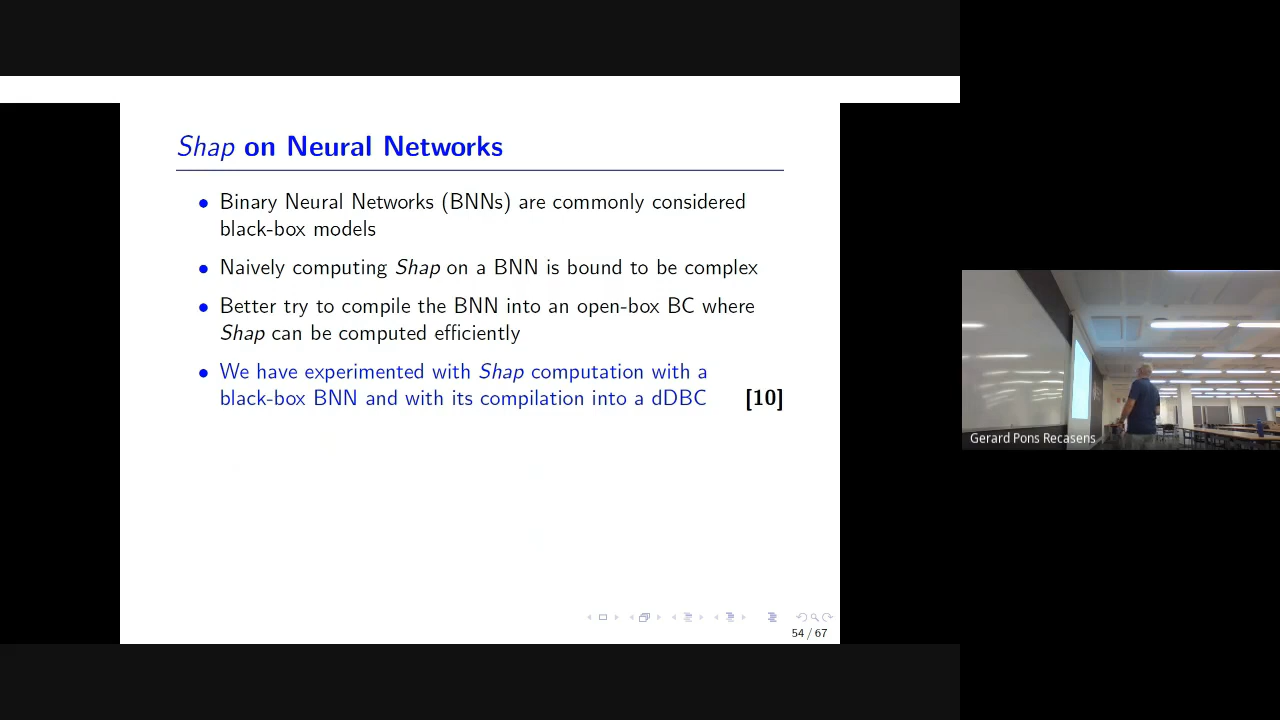 Shap on Neural Networks
• Binary Neural Networks (BNNs) are commonly considered
black-box models
• Naively computing Shap on a BNN is bound to be complex
• Better try to compile the BNN into an open-box BC where
Shap can be computed efficiently
• We have experimented with Shap computation with a
black-box BNN and with its compilation into a dDBC [10]
54 / 67
Gerard Pons Recasens